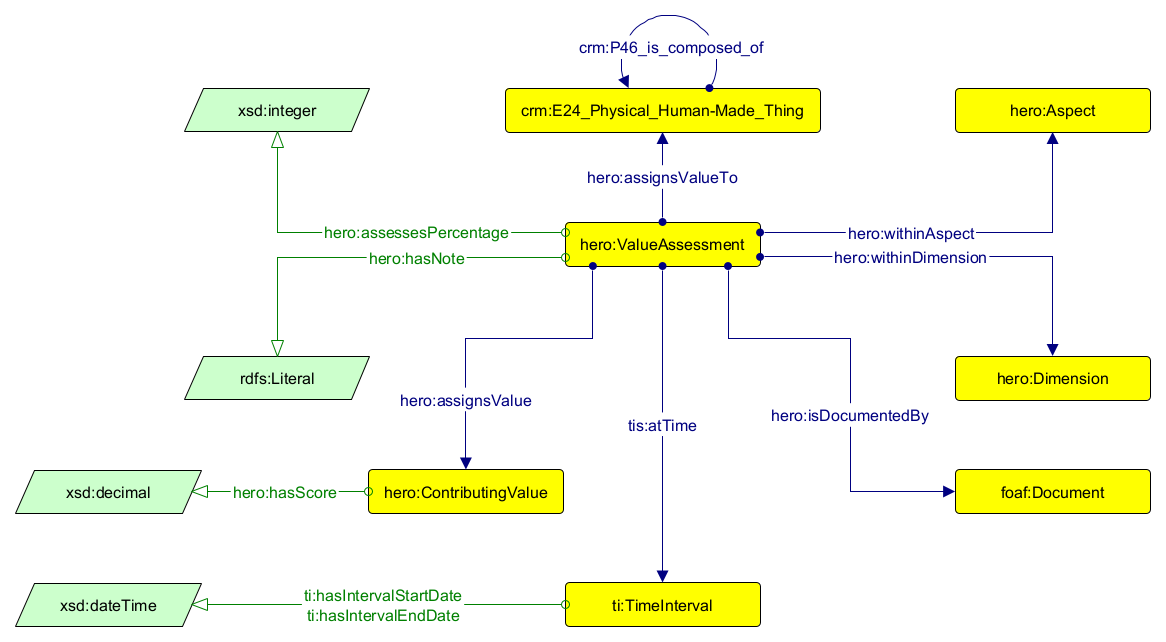 crm:P46_is_composed_of
xsd:integer
crm:E24_Physical_Human-Made_Thing
hero:Aspect
hero:assignsValueTo
hero:assessesPercentage
hero:ValueAssessment
hero:withinAspect
hero:hasNote
hero:withinDimension
rdfs:Literal
hero:Dimension
hero:assignsValue
tis:atTime
hero:isDocumentedBy
xsd:decimal
hero:hasScore
hero:ContributingValue
foaf:Document
xsd:dateTime
ti:hasIntervalStartDate
ti:hasIntervalEndDate
ti:TimeInterval